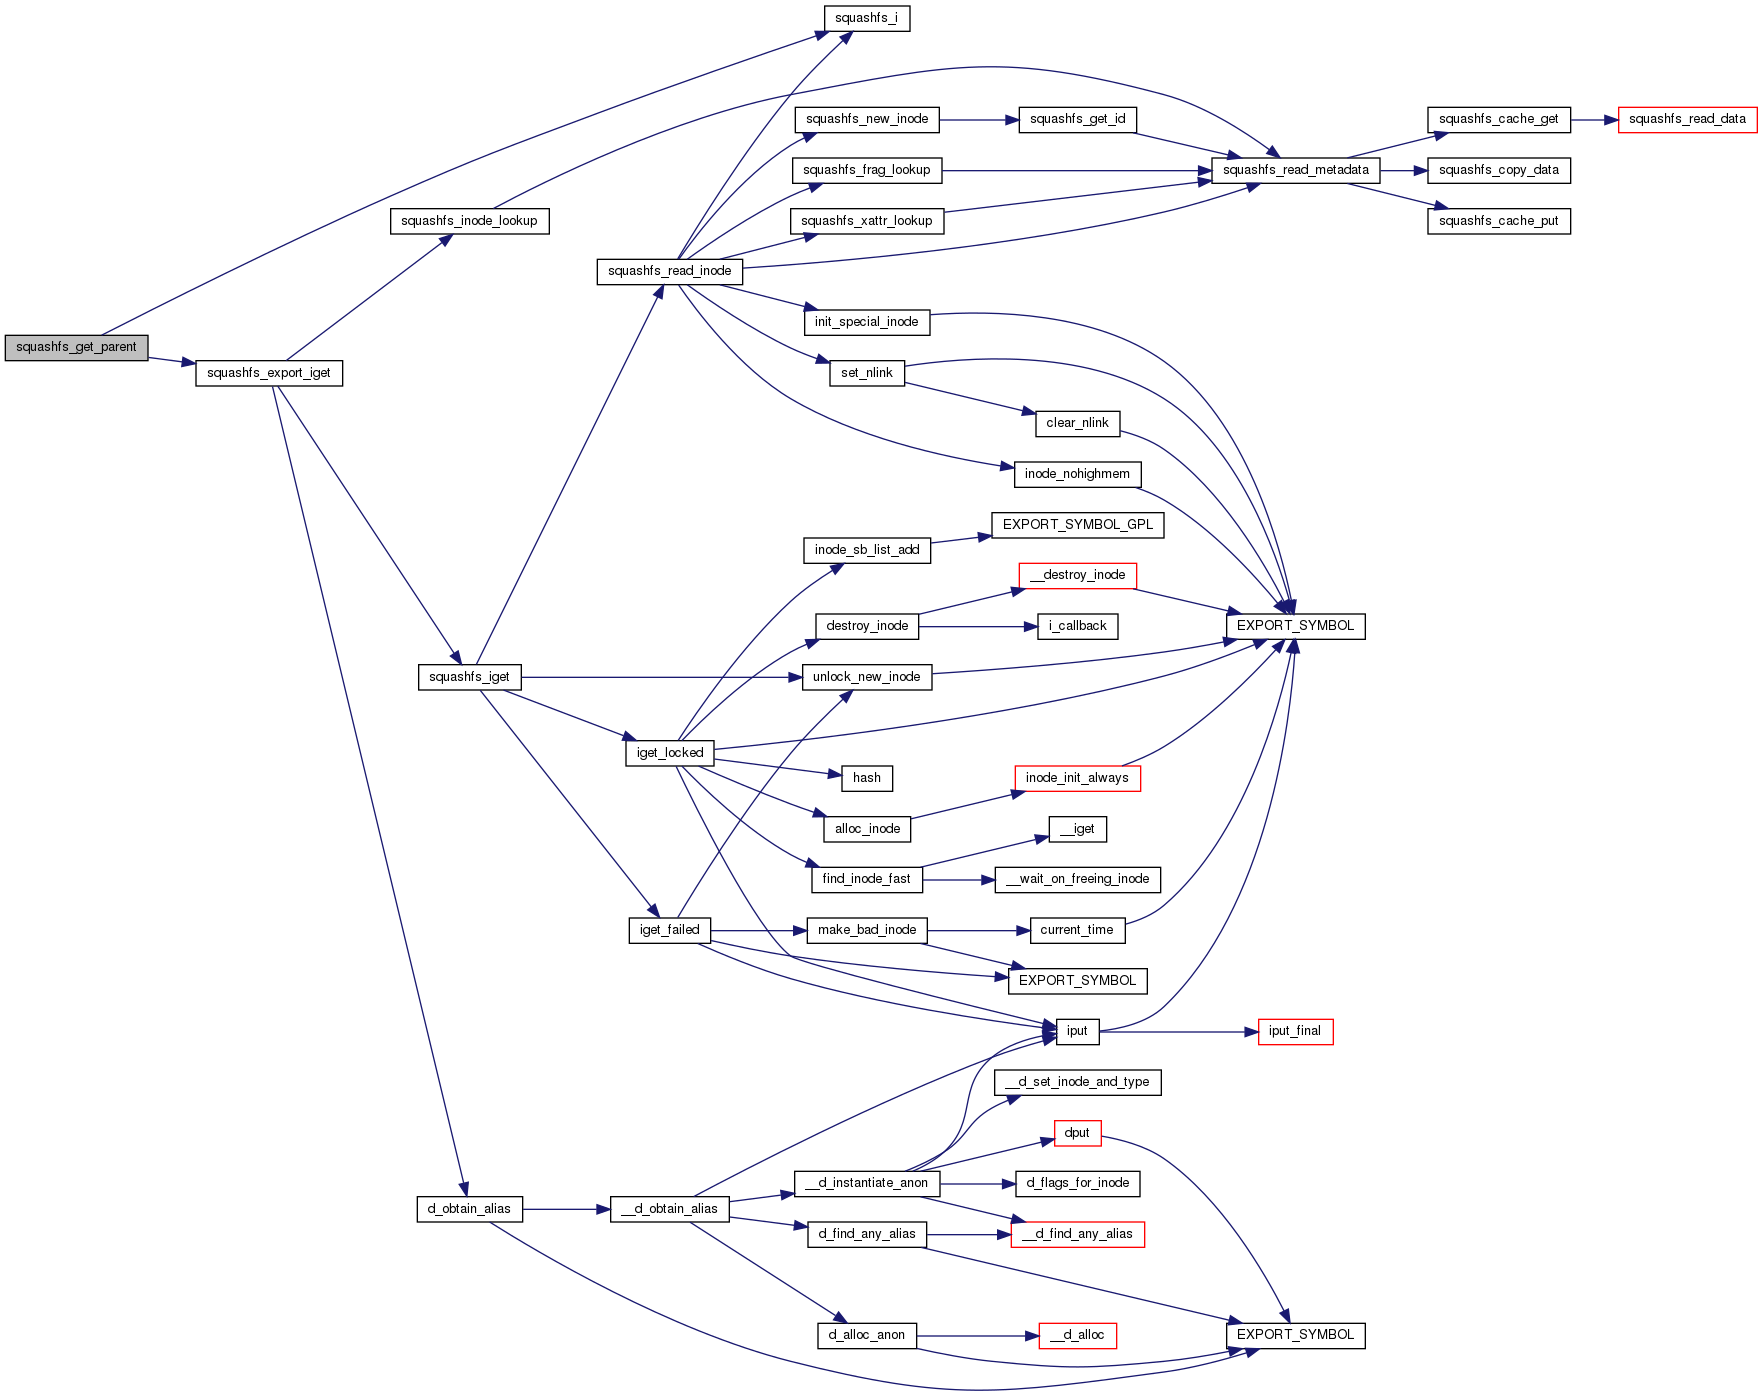 squashfs_i
squashfs_new_inode
squashfs_get_id
squashfs_cache_get
squashfs_read_data
squashfs_frag_lookup
squashfs_read_metadata
squashfs_copy_data
squashfs_inode_lookup
squashfs_xattr_lookup
squashfs_cache_put
squashfs_read_inode
init_special_inode
squashfs_get_parent
squashfs_export_iget
set_nlink
clear_nlink
inode_nohighmem
EXPORT_SYMBOL_GPL
inode_sb_list_add
__destroy_inode
destroy_inode
i_callback
EXPORT_SYMBOL
squashfs_iget
unlock_new_inode
iget_locked
hash
inode_init_always
alloc_inode
__iget
find_inode_fast
__wait_on_freeing_inode
iget_failed
make_bad_inode
current_time
EXPORT_SYMBOL
iput
iput_final
__d_set_inode_and_type
dput
__d_instantiate_anon
d_flags_for_inode
d_obtain_alias
__d_obtain_alias
d_find_any_alias
__d_find_any_alias
d_alloc_anon
__d_alloc
EXPORT_SYMBOL